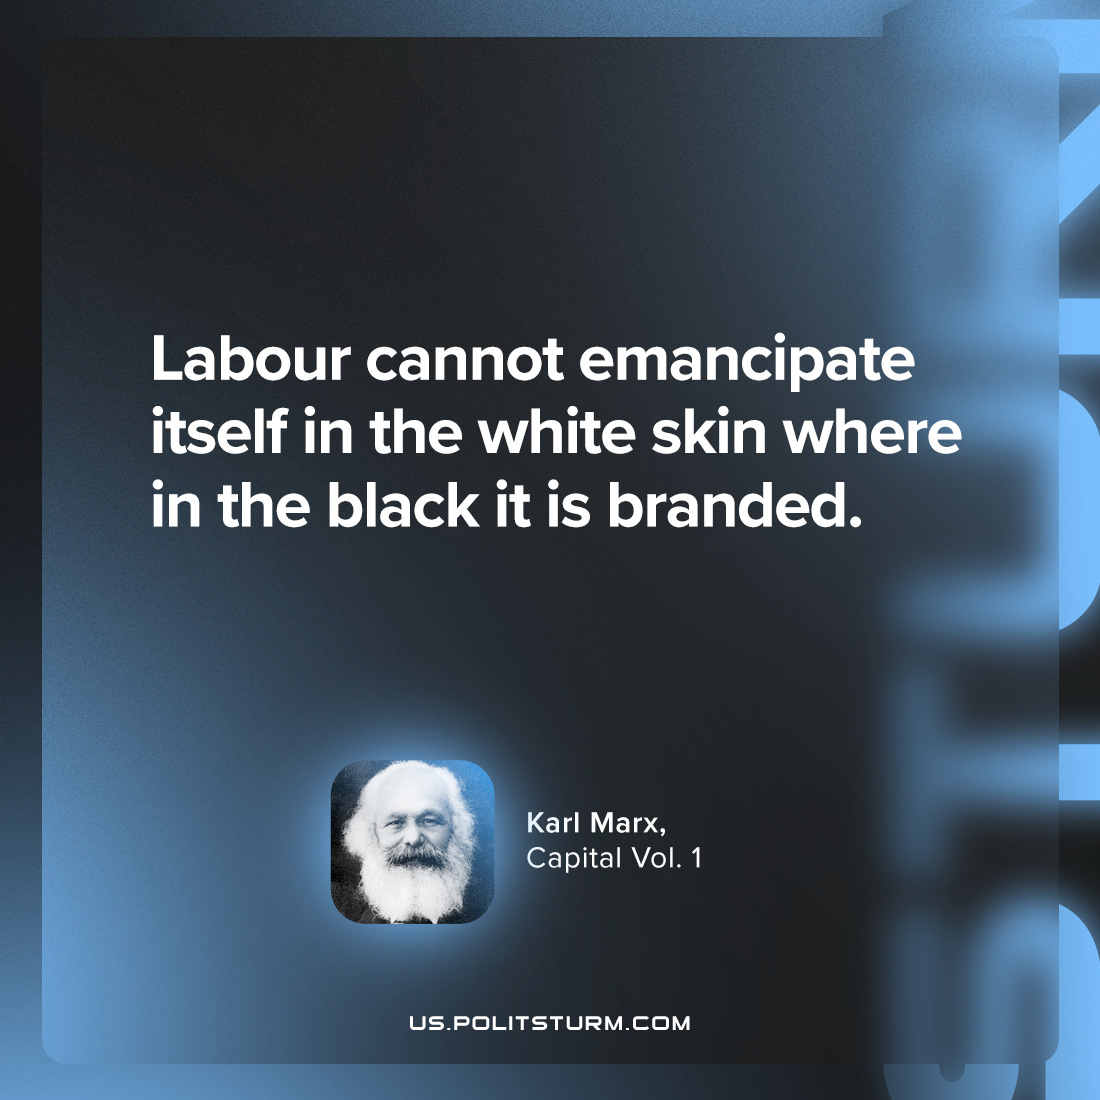 Labour cannot emancipate
itself in the white skin where
in the black it is branded.
Karl Marx,
Capital Vol. 1
US.POLITSTURM.COM